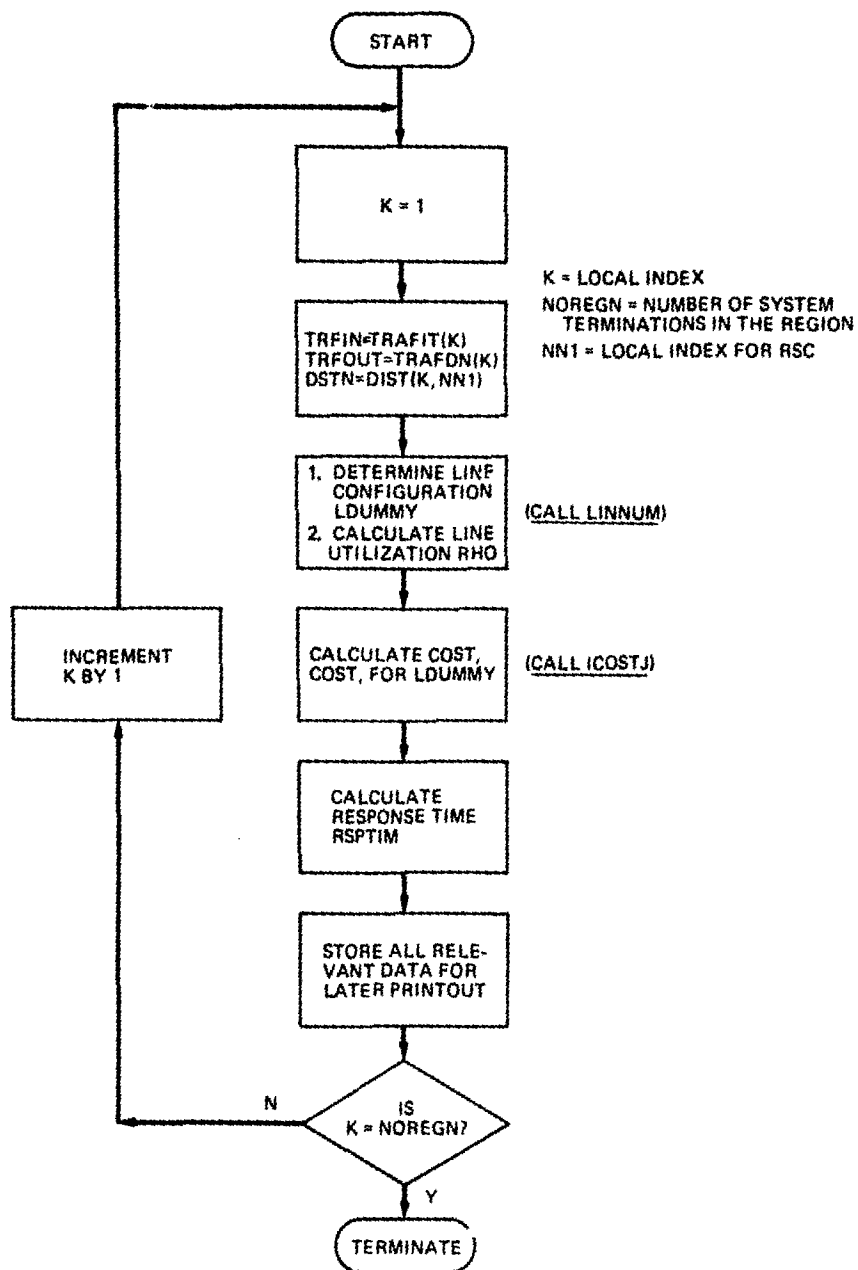 START
K = 1
K = LOCAL INDEX
NOREGN = NUMBER OF SYSTEM
TERMINATIONS IN THE REGION
NN1 = LOCAL INDEX FOR RSC
TRFIN=TRAFIT(K)
TRFOUT=TRAFDN(K)
DSTN=DIST(K, NN1)
1. DETERMINE LINE
CONFIGURATION
LDUMMY
2. CALCULATE LINE
UTILIZATION RHO
(CALL LINNUM)
INCREMENT
K BY 1
CALCULATE COST,
COST, FOR LDUMMY
(CALL ICOSTJ)
CALCULATE
RESPONSE TIME
RSPTIM
STORE ALL RELE-
VANT DATA FOR
LATER PRINTOUT
N
IS
K = NOREGN?
Y
TERMINATE